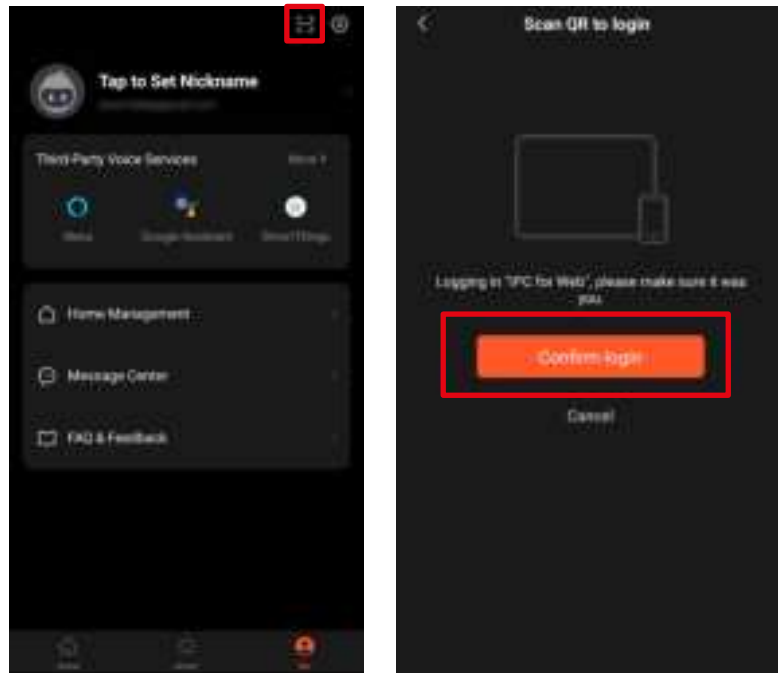 Tap to Set Nickname
Third-Party Voice Services
More
Alexa
Google Assistant
SmartThings
Home Management
Message Center
FAQ & Feedback
Home
Me
Scan QR to login
Logging in "IPC for Web", please make sure it was
you.
Confirm login
Cancel